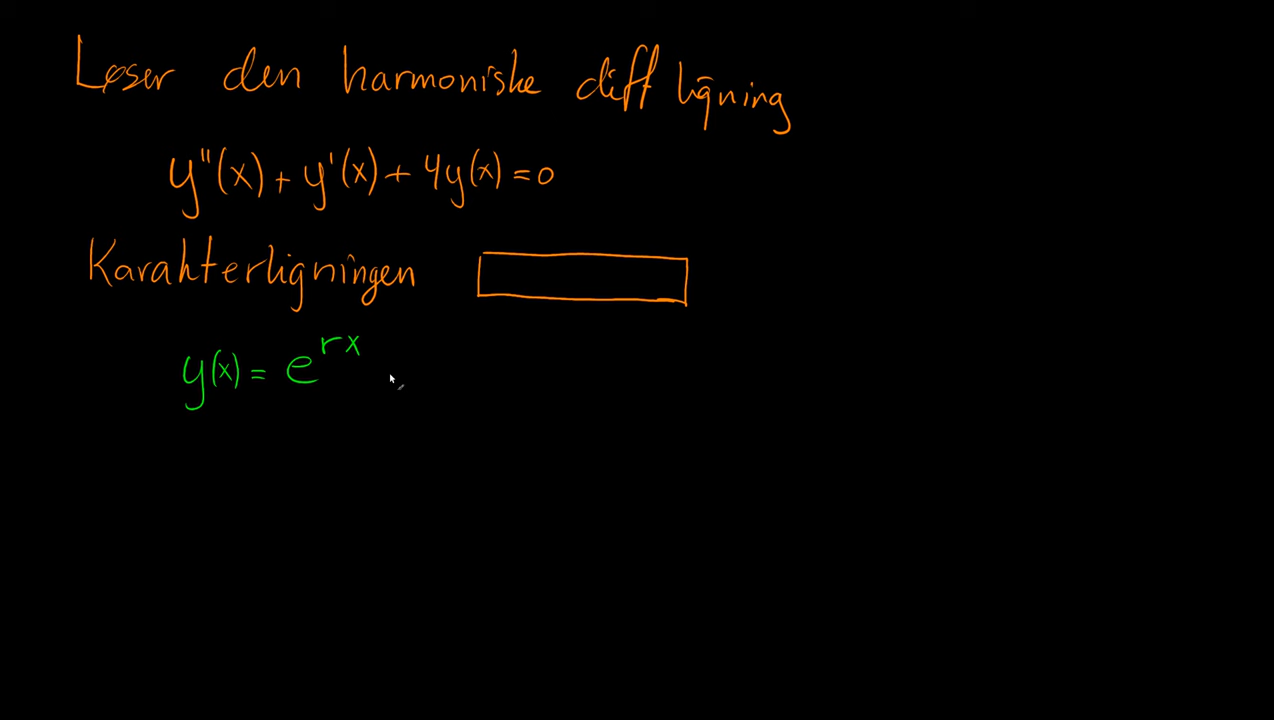 Løser den harmoniske diff ligning
y''(x) + y'(x) + 4y(x) = 0
Karakterligningen
y(x) = e^{rx}